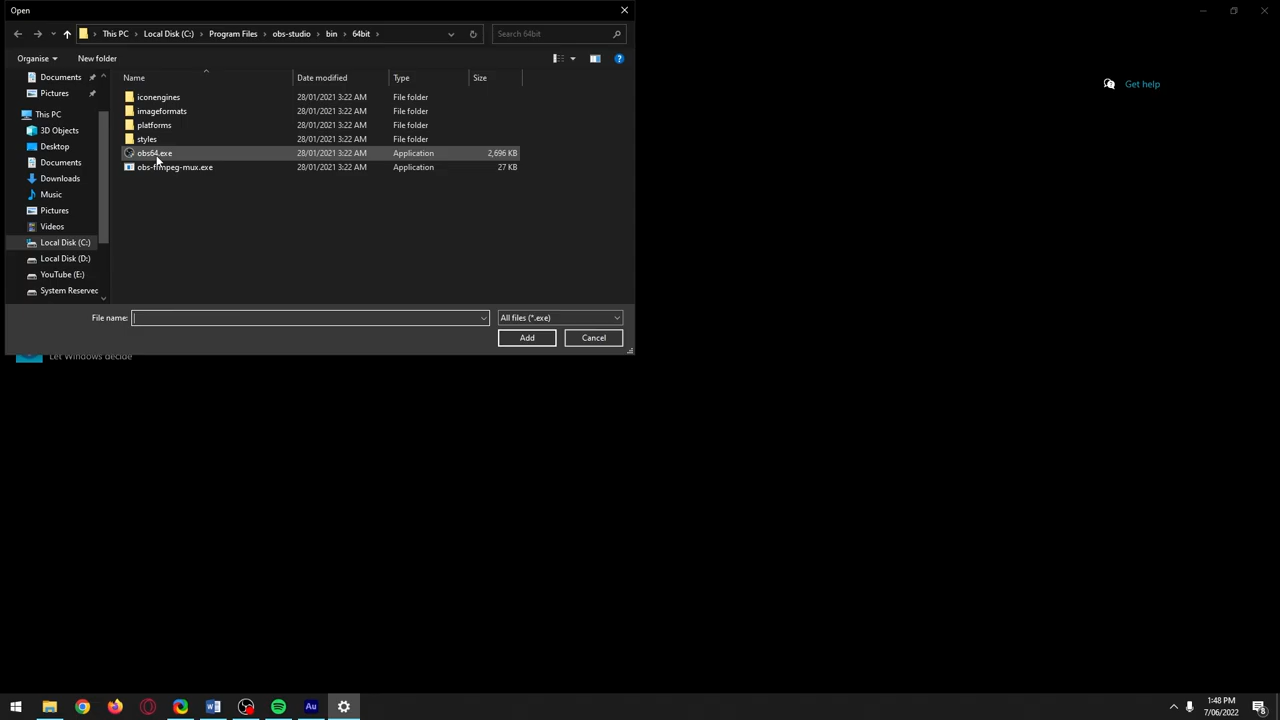 Open
This PC
Local Disk (C:)
Program Files
obs-studio
bin
64bit
Search 64bit
Organise
New folder
Name
Date modified
Type
Size
Documents
Pictures
This PC
3D Objects
Desktop
Documents
Downloads
Music
Pictures
Videos
Local Disk (C:)
Local Disk (D:)
YouTube (E:)
System Reserved
iconengines 28/01/2021 3:22 AM File folder
imageformats 28/01/2021 3:22 AM File folder
platforms 28/01/2021 3:22 AM File folder
styles 28/01/2021 3:22 AM File folder
obs64.exe 28/01/2021 3:22 AM Application 2,696 KB
obs-ffmpeg-mux.exe 28/01/2021 3:22 AM Application 27 KB
File name:
All files (*.exe)
Add
Cancel
Let Windows decide
Get help
W
Au
1:48 PM
7/06/2022
8